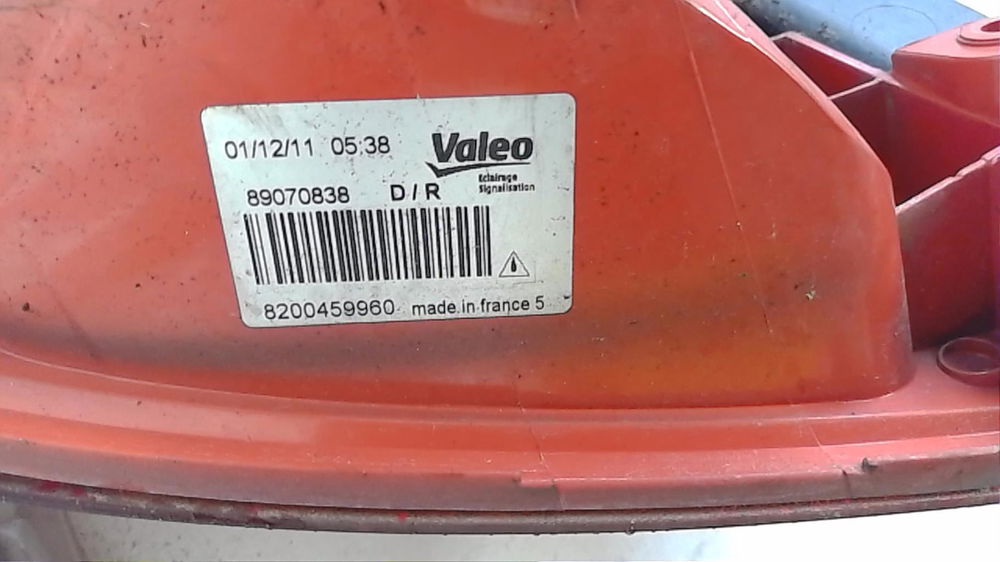 01/12/11 05:38 Valeo
Eclairage
Signalisation
89070838 D/R
8200459960 made in france 5